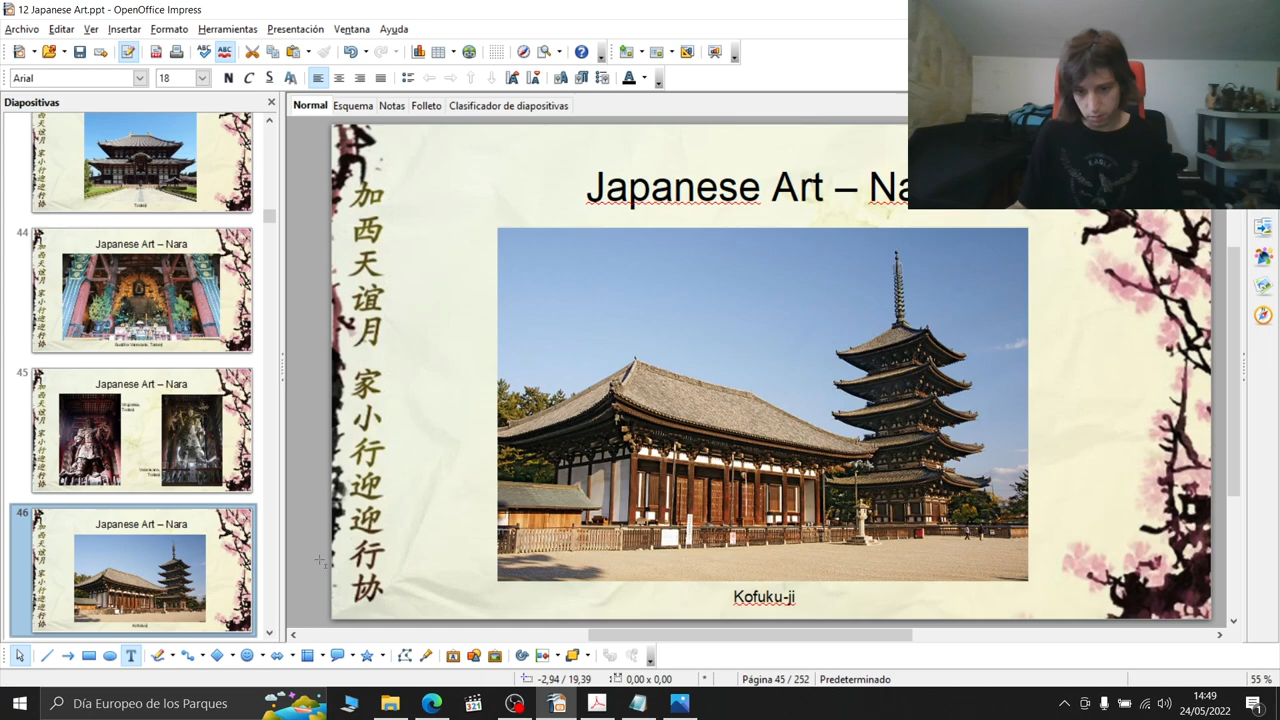 12 Japanese Art.ppt - OpenOffice Impress
Archivo Editar Ver Insertar Formato Herramientas Presentación Ventana Ayuda
Arial 18
Diapositivas
Normal Esquema Notas Folleto Clasificador de diapositivas
44
Japanese Art – Nara
45
Japanese Art – Nara
46
Japanese Art – Nara
Japanese Art – Na
加西天谊月 家小行迎迎行协
Kofuku-ji
-2,94 / 19,39 0,00 x 0,00 * Página 45 / 252 Predeterminado 55 %
Día Europeo de los Parques
14:49
24/05/2022